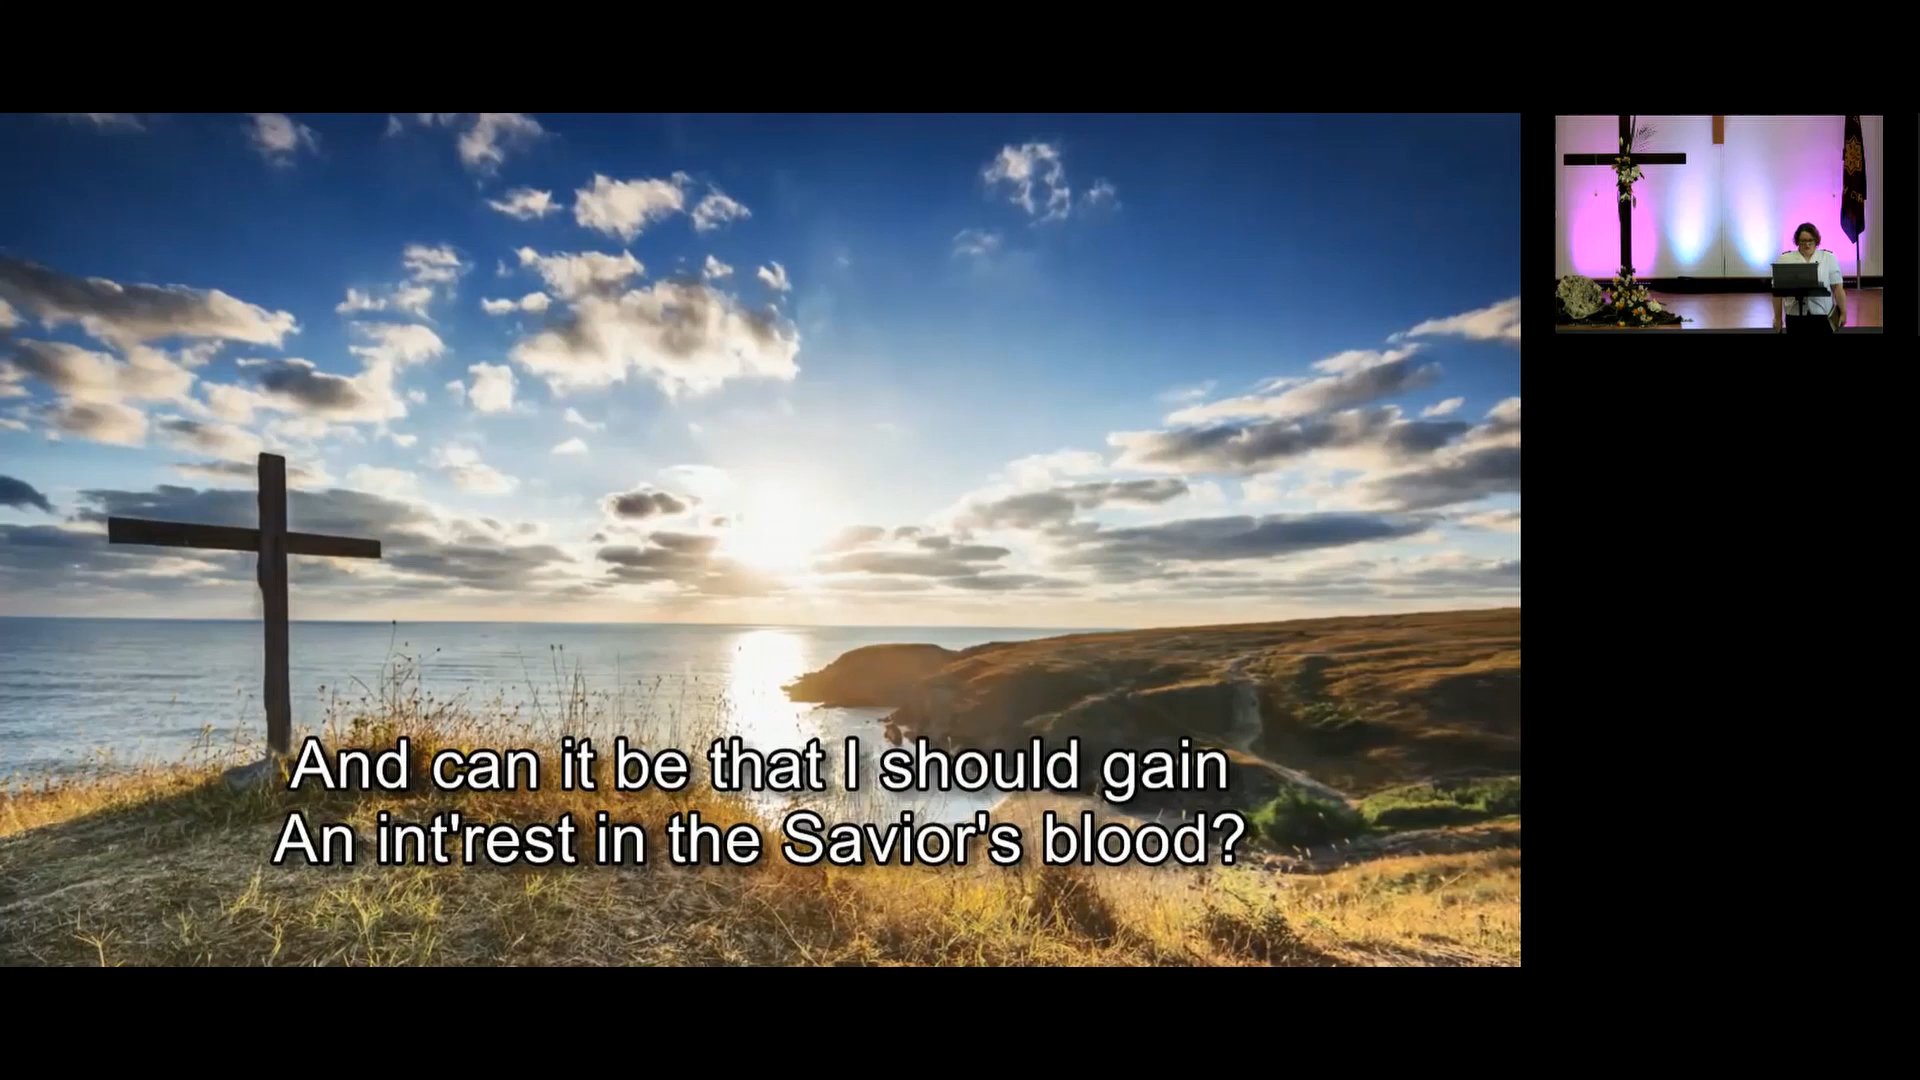 And can it be that I should gain
An int'rest in the Savior's blood?